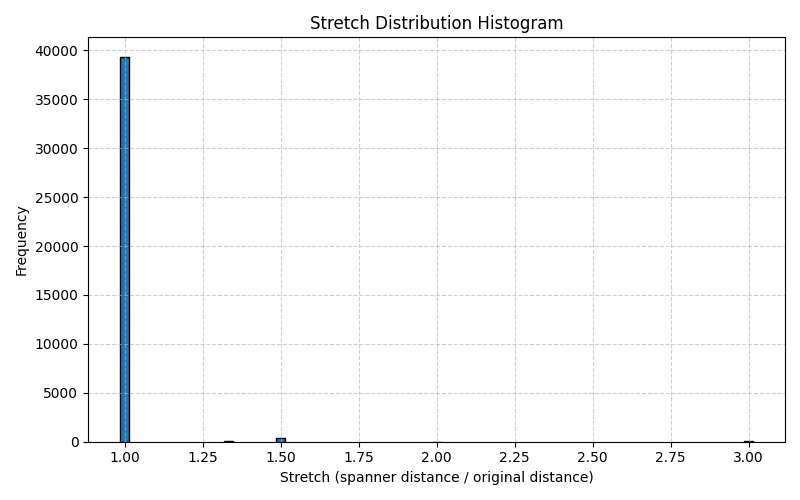 Stretch Distribution Histogram
Frequency
40000
35000
30000
25000
20000
15000
10000
5000
0
1.00 1.25 1.50 1.75 2.00 2.25 2.50 2.75 3.00
Stretch (spanner distance / original distance)